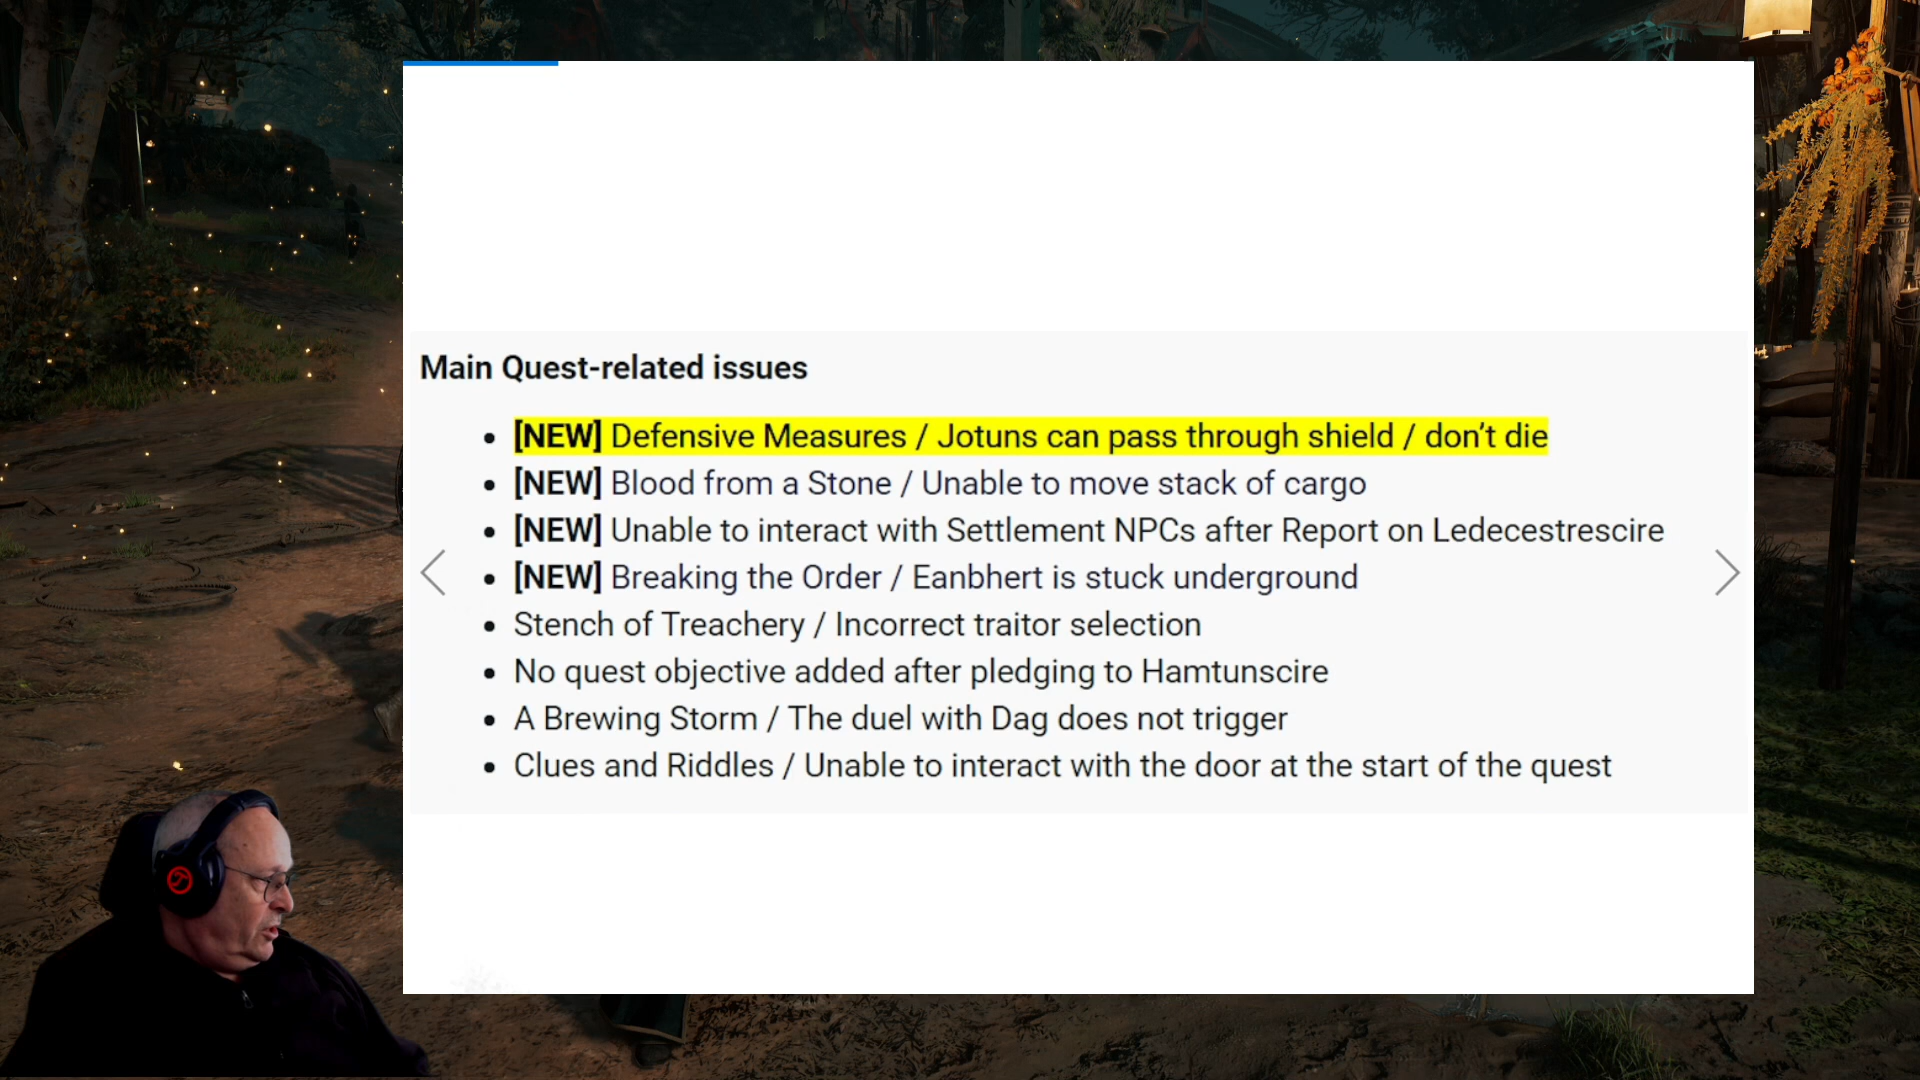 Main Quest-related issues
[NEW] Defensive Measures / Jotuns can pass through shield / don’t die
[NEW] Blood from a Stone / Unable to move stack of cargo
[NEW] Unable to interact with Settlement NPCs after Report on Ledecestrescire
[NEW] Breaking the Order / Eanbhert is stuck underground
Stench of Treachery / Incorrect traitor selection
No quest objective added after pledging to Hamtunscire
A Brewing Storm / The duel with Dag does not trigger
Clues and Riddles / Unable to interact with the door at the start of the quest